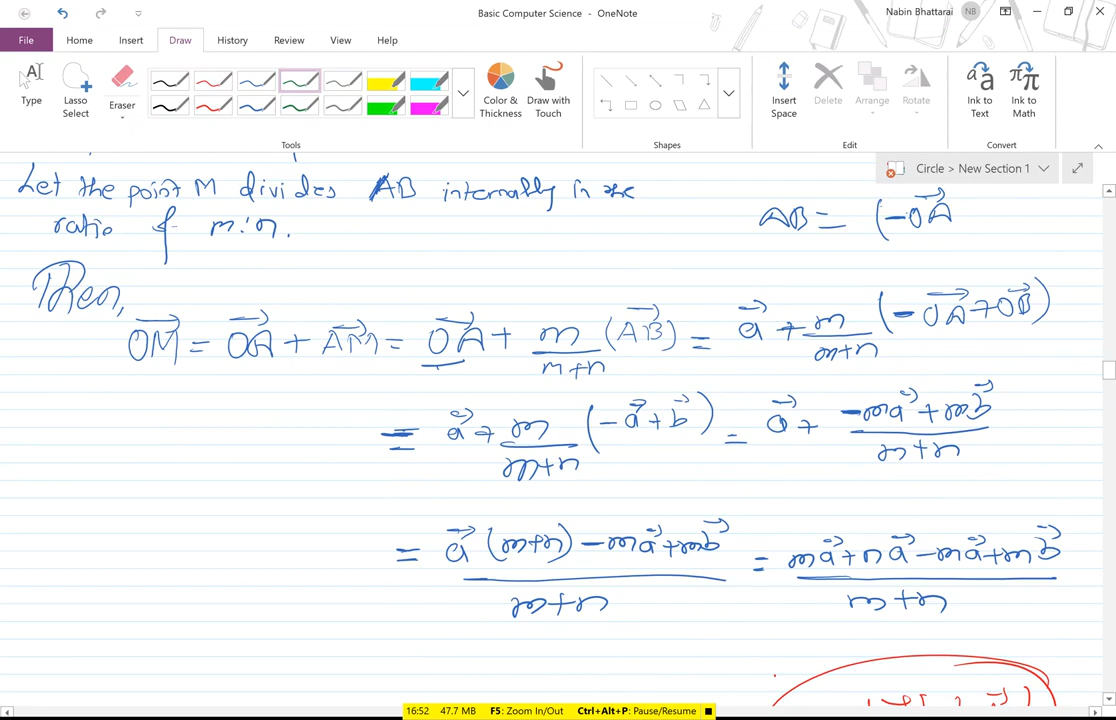 Basic Computer Science - OneNote
Nabin Bhattarai NB
File Home Insert Draw History Review View Help
Type
Lasso Select
Eraser
Color & Thickness
Draw with Touch
Insert Space
Delete
Arrange
Rotate
Ink to Text
Ink to Math
Tools Shapes Edit Convert
Circle > New Section 1
Let the point M divides AB internally in the
ratio of m:n.
AB = (-OA⃗
Then,
OM⃗ = OA⃗ + AM⃗ = OA⃗ + m/(m+n) (AB⃗) = a⃗ + m/(m+n) (-OA⃗ + OB⃗)
= a⃗ + m/(m+n) (-a⃗ + b⃗) = a⃗ + (-ma⃗ + mb⃗)/(m+n)
= (a⃗(m+n) - ma⃗ + mb⃗)/(m+n) = (ma⃗ + na⃗ - ma⃗ + mb⃗)/(m+n)
16:52 47.7 MB F5: Zoom In/Out Ctrl+Alt+P: Pause/Resume